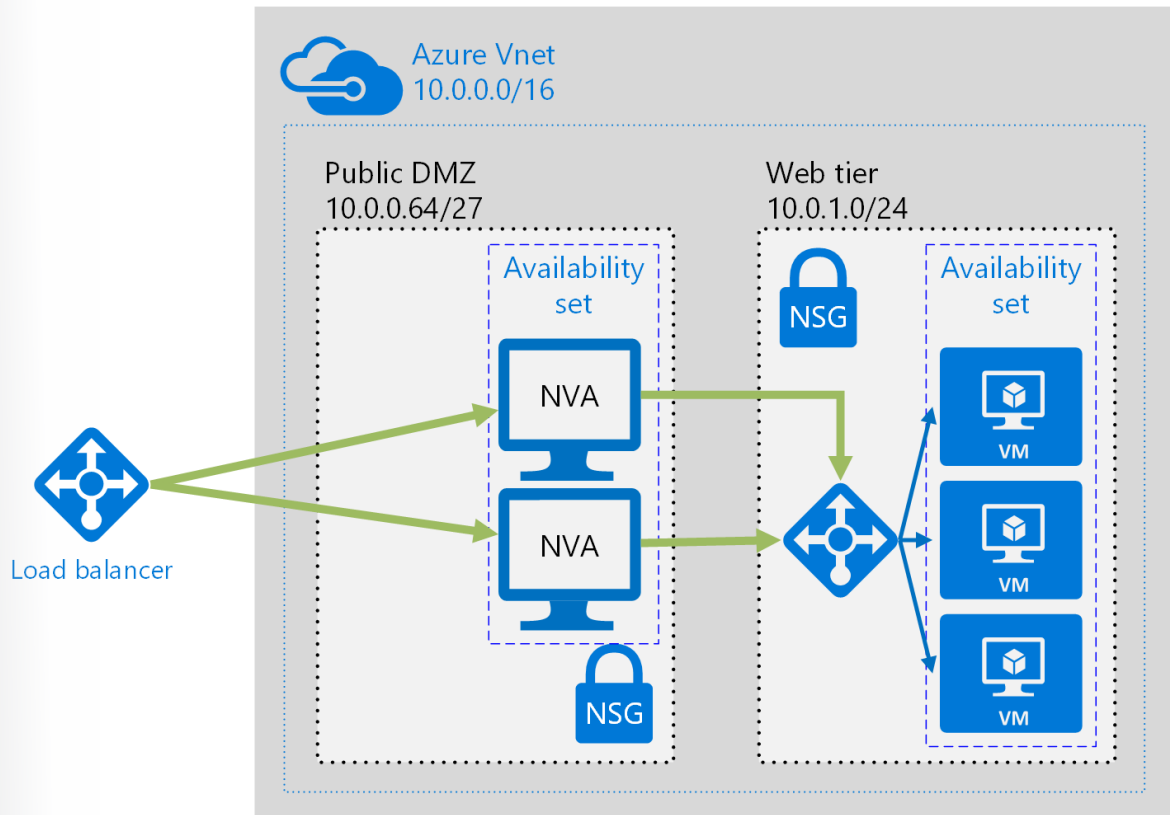 Azure Vnet
10.0.0.0/16
Public DMZ
10.0.0.64/27
Availability
set
NVA
NVA
NSG
Load balancer
Web tier
10.0.1.0/24
NSG
Availability
set
VM
VM
VM